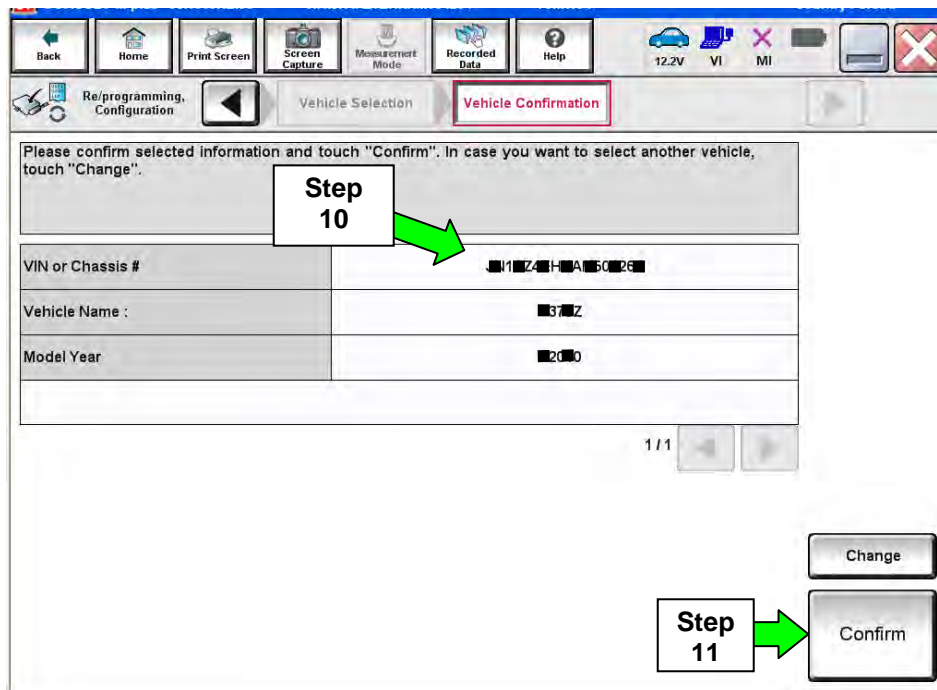 Back
Home
Print Screen
Screen
Capture
Measurement
Mode
Recorded
Data
Help
12.2V
VI
MI
Re/programming,
Configuration
Vehicle Selection
Vehicle Confirmation
Please confirm selected information and touch "Confirm". In case you want to select another vehicle,
touch "Change".
Step
10
VIN or Chassis #
Vehicle Name :
Model Year
1/1
Change
Step
11
Confirm